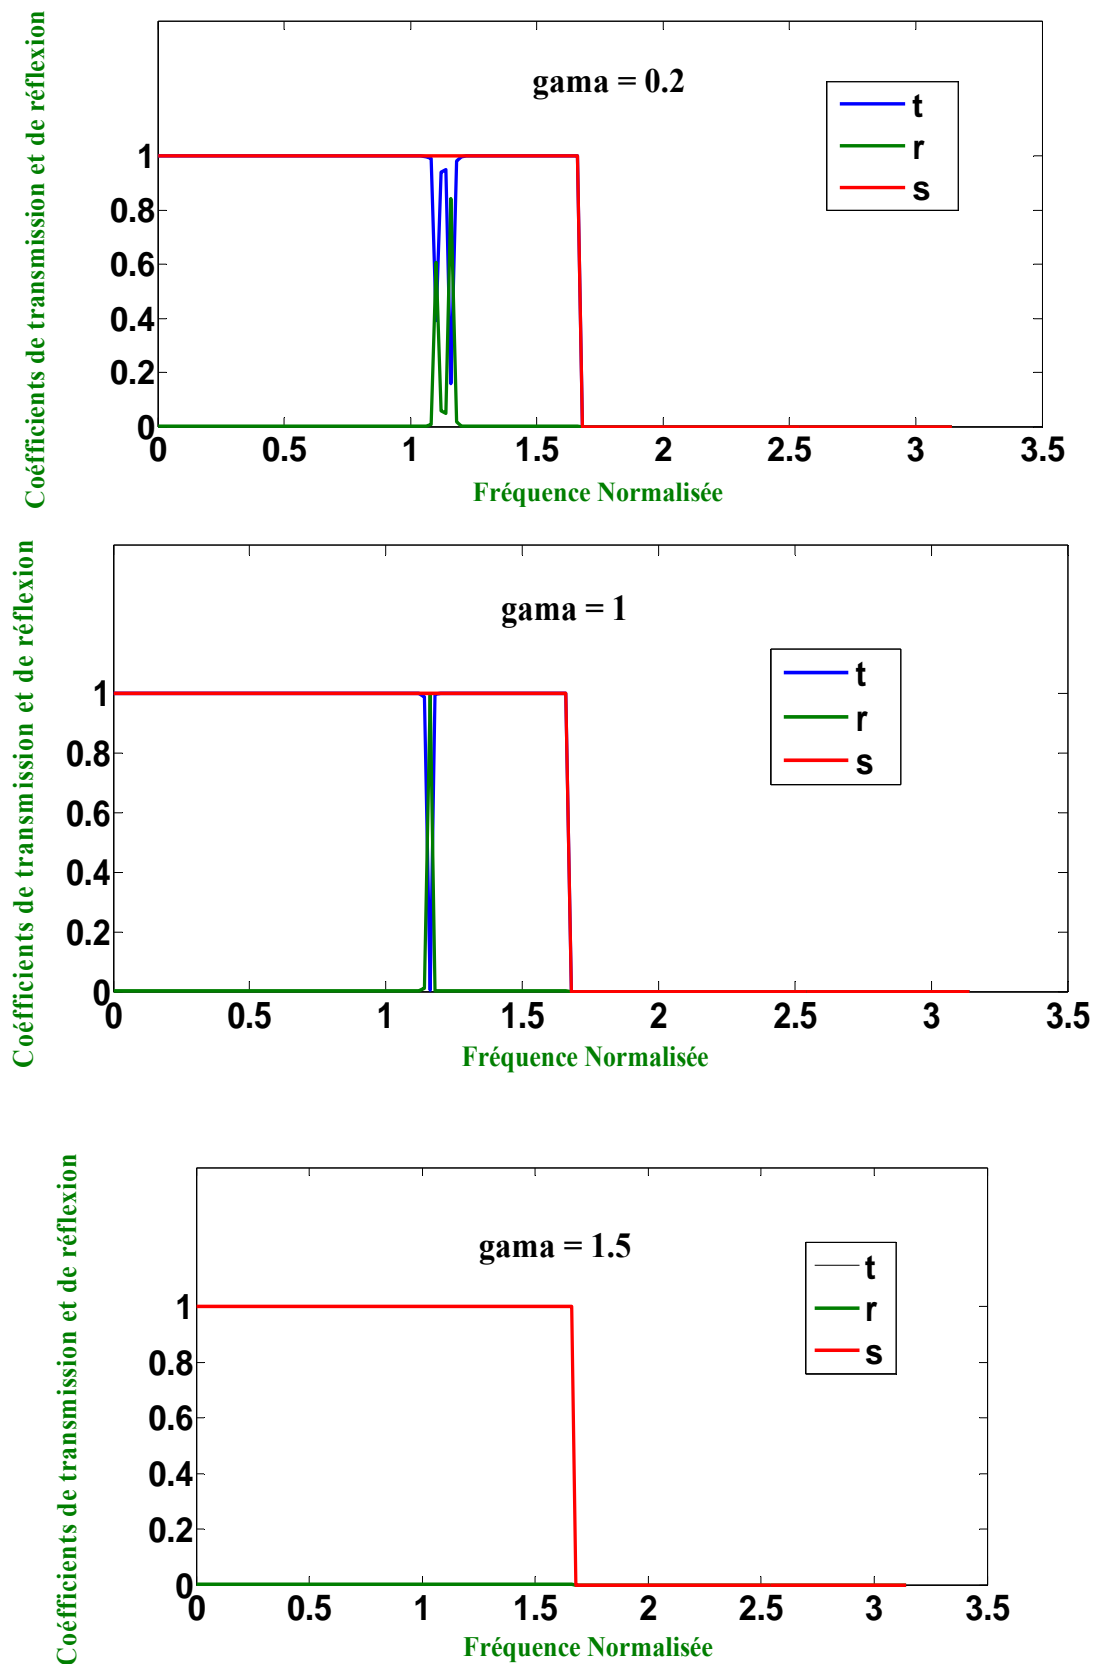 Coéfficients de transmission et de réflexion
gama = 0.2
t
r
s
1
0.8
0.6
0.4
0.2
0
0 0.5 1 1.5 2 2.5 3 3.5
Fréquence Normalisée
Coéfficients de transmission et de réflexion
gama = 1
t
r
s
1
0.8
0.6
0.4
0.2
0
0 0.5 1 1.5 2 2.5 3 3.5
Fréquence Normalisée
Coéfficients de transmission et de réflexion
gama = 1.5
t
r
s
1
0.8
0.6
0.4
0.2
0
0 0.5 1 1.5 2 2.5 3 3.5
Fréquence Normalisée